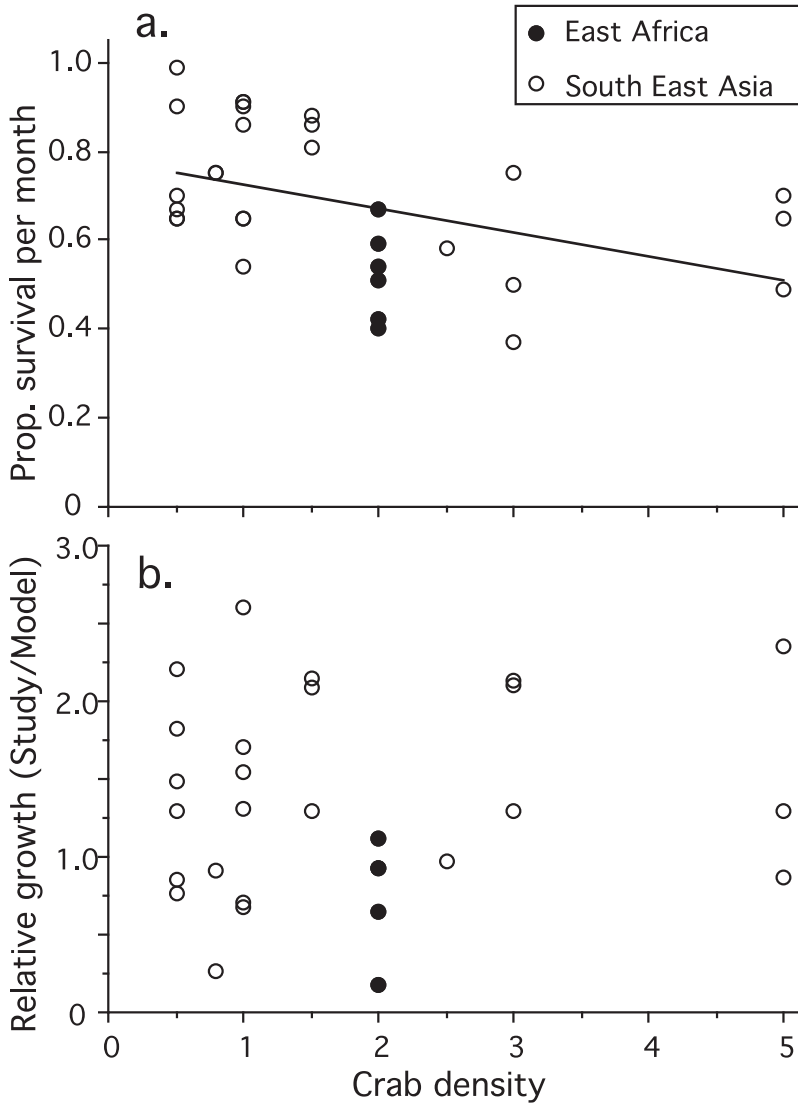 a.
East Africa
South East Asia
Prop. survival per month
1.0
0.8
0.6
0.4
0.2
0
b.
Relative growth (Study/Model)
3.0
2.0
1.0
0
0 1 2 3 4 5
Crab density